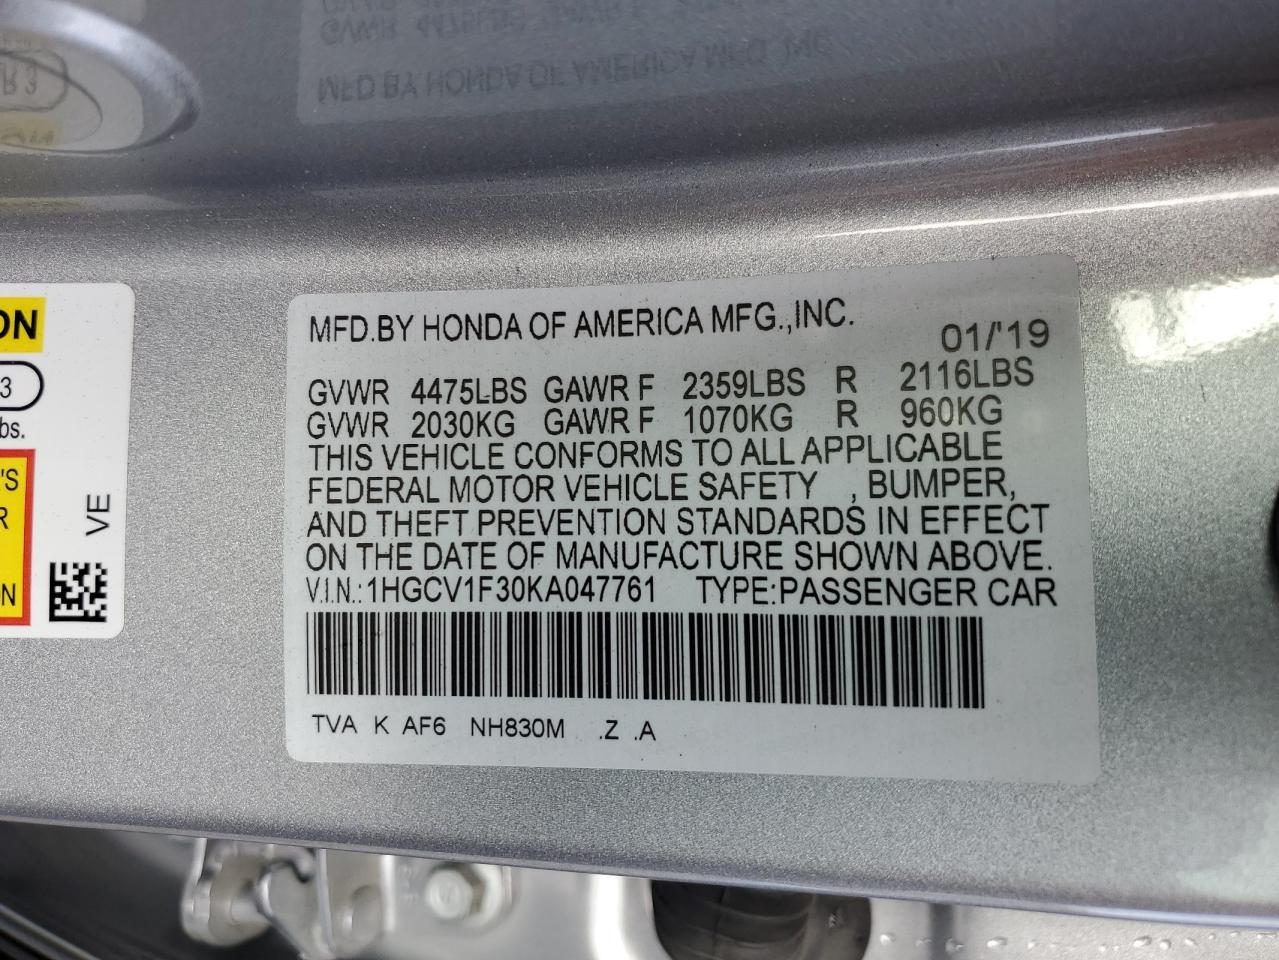 MFD.BY HONDA OF AMERICA MFG.,INC.
01/'19
GVWR 4475LBS GAWR F 2359LBS R 2116LBS
GVWR 2030KG GAWR F 1070KG R 960KG
THIS VEHICLE CONFORMS TO ALL APPLICABLE
FEDERAL MOTOR VEHICLE SAFETY , BUMPER,
AND THEFT PREVENTION STANDARDS IN EFFECT
ON THE DATE OF MANUFACTURE SHOWN ABOVE.
V.I.N.:1HGCV1F30KA047761 TYPE:PASSENGER CAR
TVA K AF6 NH830M .Z .A
ON
3
bs.
'S
R
N
VE